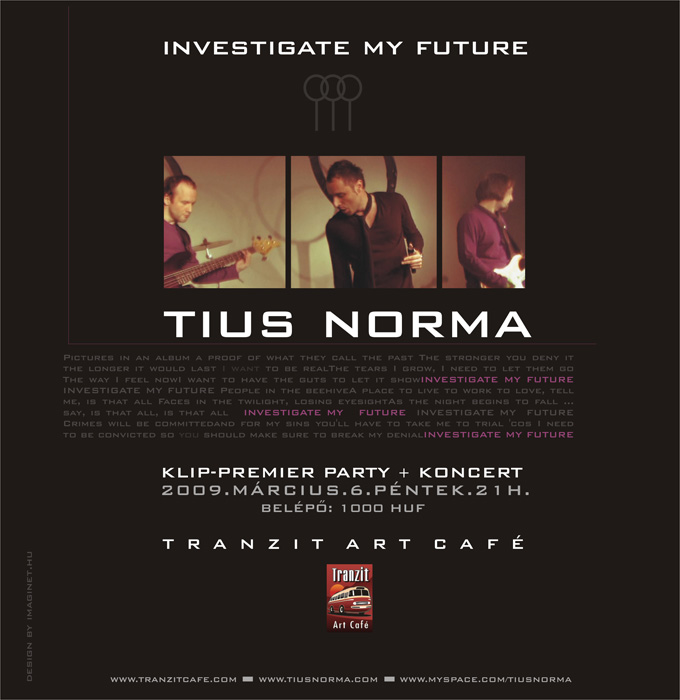 INVESTIGATE MY FUTURE
TIUS NORMA
PICTURES IN AN ALBUM A PROOF OF WHAT THEY CALL THE PAST THE STRONGER YOU DENY IT
THE LONGER IT WOULD LAST I WANT TO BE REALTHE TEARS I GROW, I NEED TO LET THEM GO
THE WAY I FEEL NOWI WANT TO HAVE THE GUTS TO LET IT SHOWINVESTIGATE MY FUTURE
INVESTIGATE MY FUTURE PEOPLE IN THE BEEHIVEA PLACE TO LIVE TO WORK TO LOVE, TELL
ME, IS THAT ALL FACES IN THE TWILIGHT, LOSING EYESIGHTAS THE NIGHT BEGINS TO FALL ...
SAY, IS THAT ALL, IS THAT ALL INVESTIGATE MY FUTURE INVESTIGATE MY FUTURE
CRIMES WILL BE COMMITTEDAND FOR MY SINS YOU'LL HAVE TO TAKE ME TO TRIAL 'COS I NEED
TO BE CONVICTED SO YOU SHOULD MAKE SURE TO BREAK MY DENIALINVESTIGATE MY FUTURE
KLIP-PREMIER PARTY + KONCERT
2009.MÁRCIUS.6.PÉNTEK.21H.
BELÉPŐ: 1000 HUF
TRANZIT ART CAFÉ
Tranzit
Art Café
DESIGN BY IMAGINET.HU
WWW.TRANZITCAFE.COM WWW.TIUSNORMA.COM WWW.MYSPACE.COM/TIUSNORMA